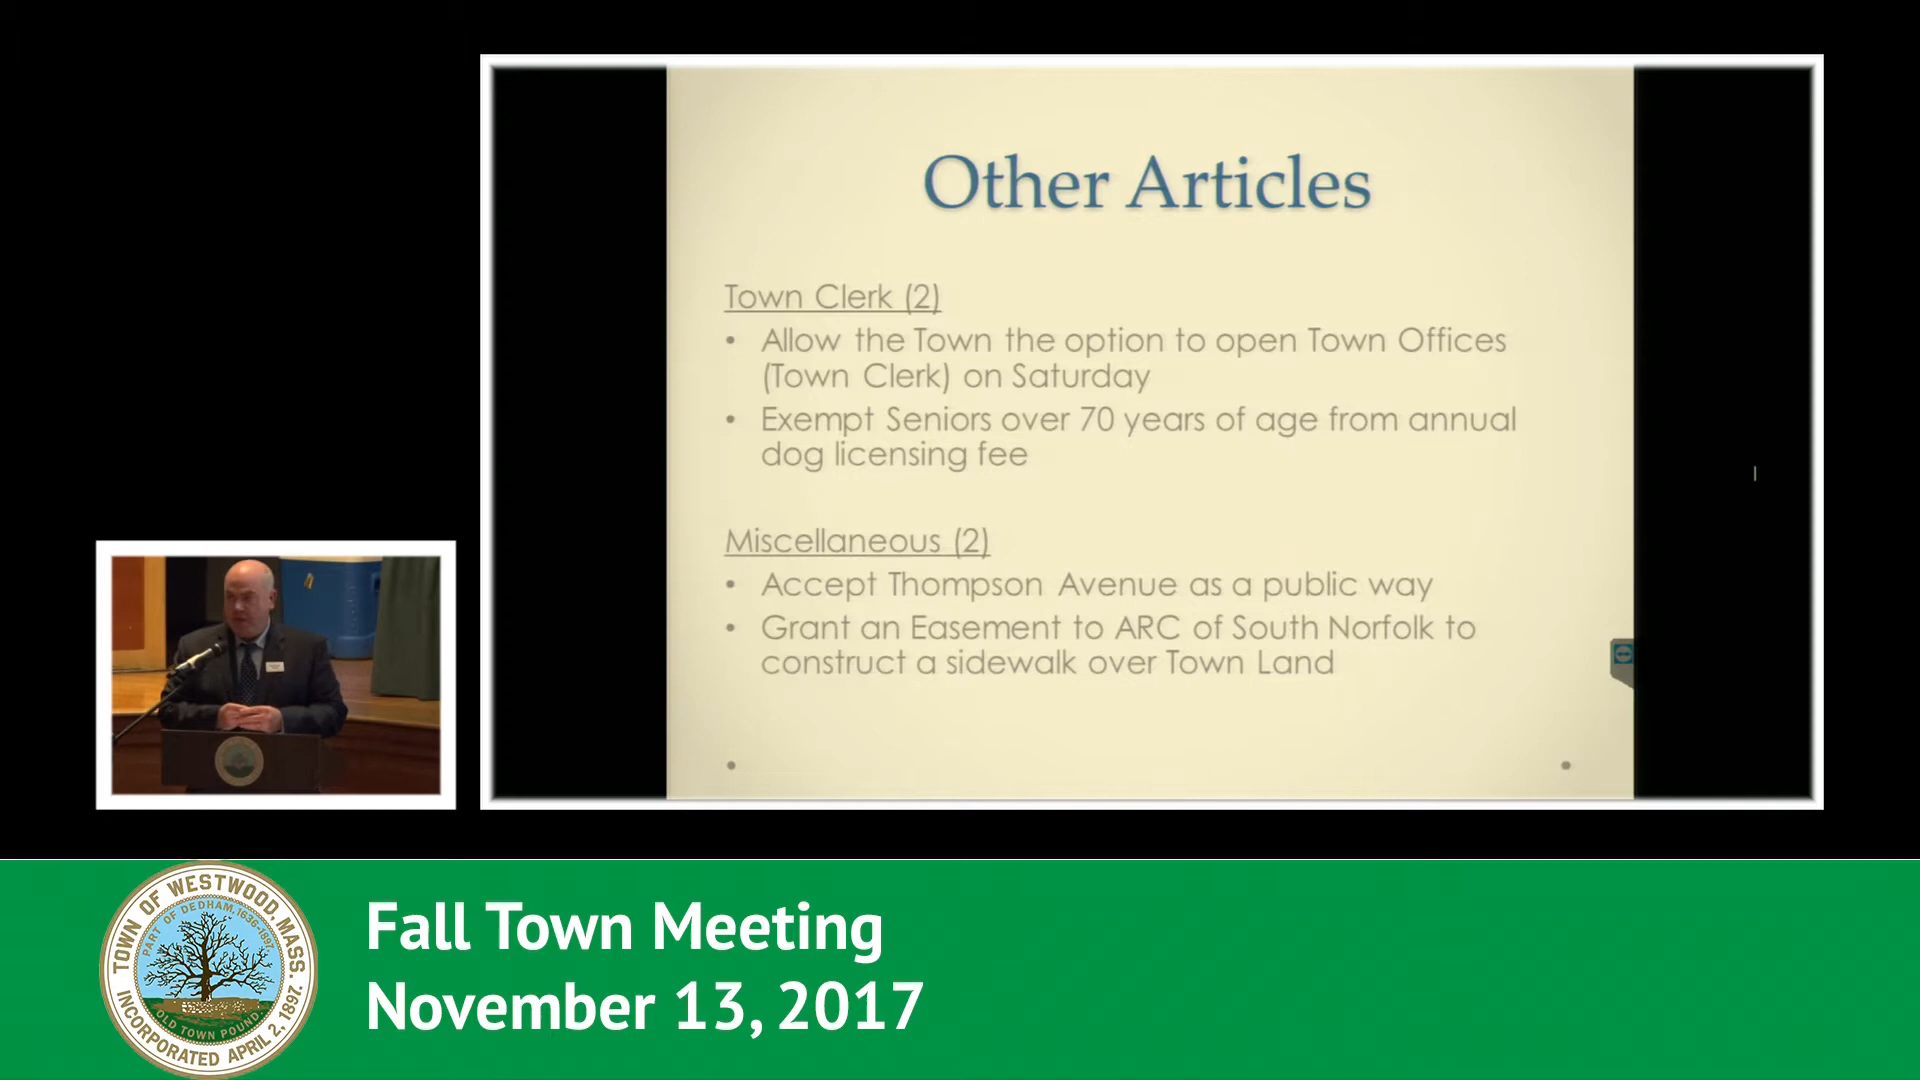 Other Articles
Town Clerk (2)
• Allow the Town the option to open Town Offices
(Town Clerk) on Saturday
• Exempt Seniors over 70 years of age from annual
dog licensing fee
Miscellaneous (2)
• Accept Thompson Avenue as a public way
• Grant an Easement to ARC of South Norfolk to
construct a sidewalk over Town Land
TOWN OF WESTWOOD, MASS.
PART OF DEDHAM, 1636-1897.
OLD TOWN POUND.
INCORPORATED APRIL 2, 1897.
Fall Town Meeting
November 13, 2017